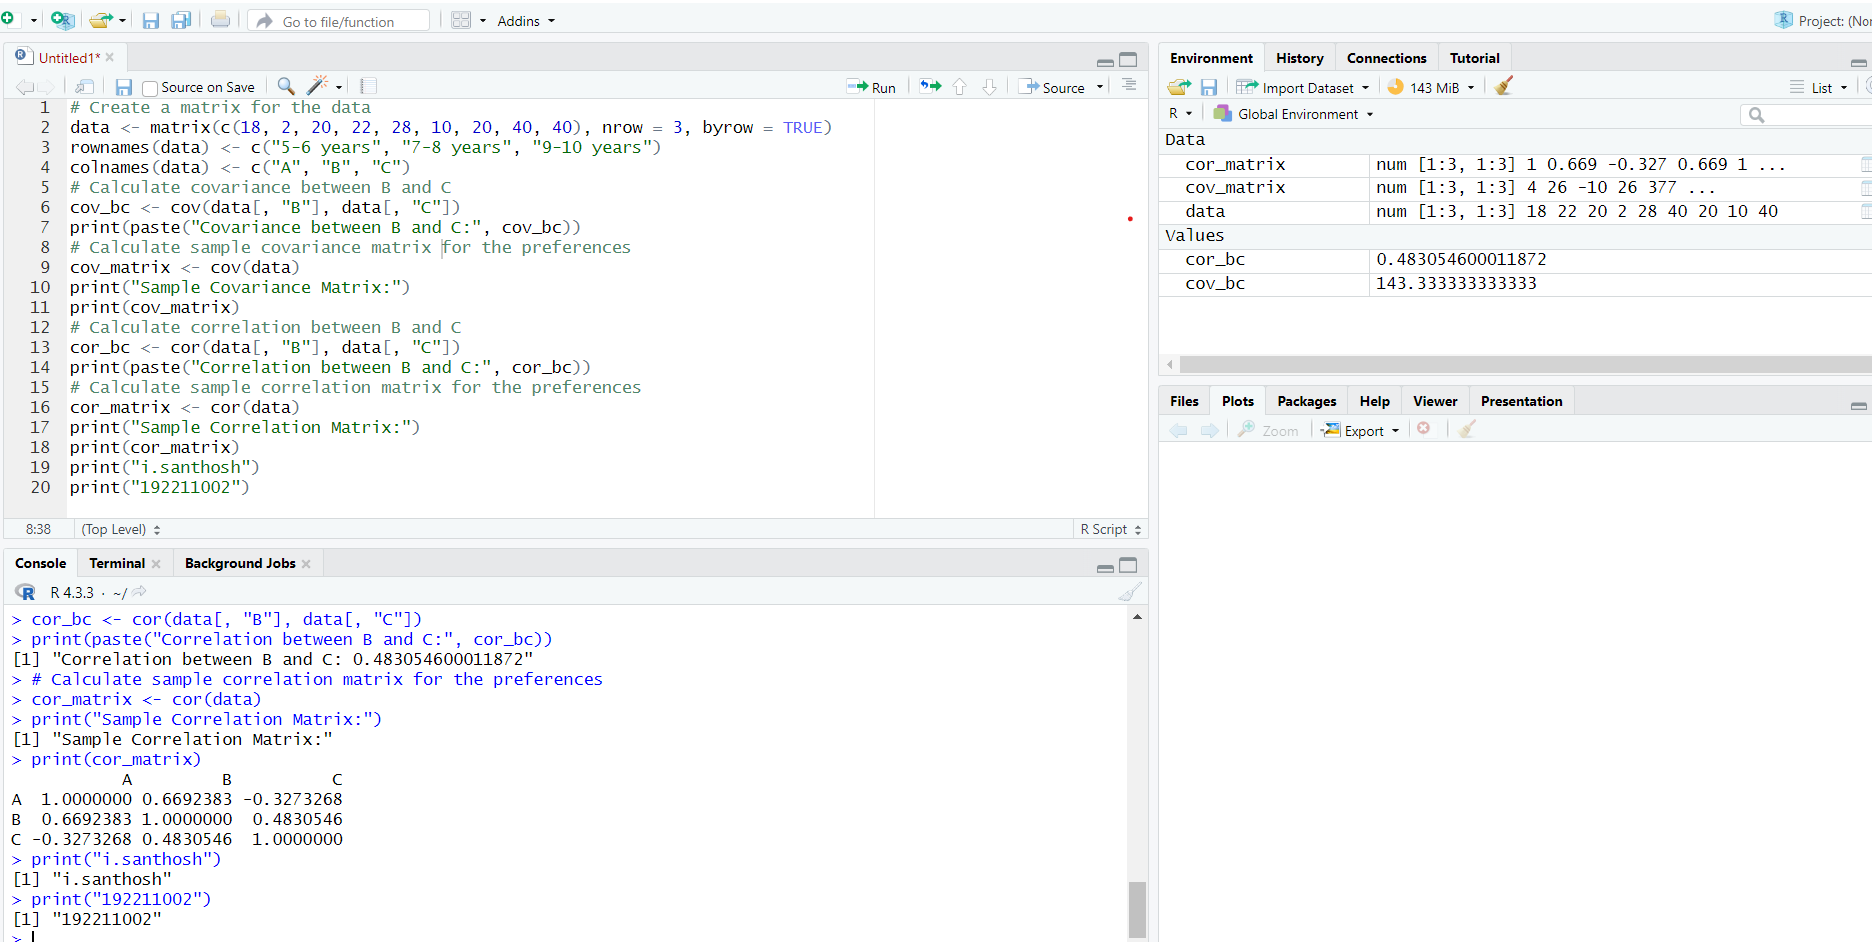 Go to file/function
Addins
Project: (Nor
Untitled1*
Source on Save
Run
Source
1 # Create a matrix for the data
2 data <- matrix(c(18, 2, 20, 22, 28, 10, 20, 40, 40), nrow = 3, byrow = TRUE)
3 rownames(data) <- c("5-6 years", "7-8 years", "9-10 years")
4 colnames(data) <- c("A", "B", "C")
5 # Calculate covariance between B and C
6 cov_bc <- cov(data[, "B"], data[, "C"])
7 print(paste("Covariance between B and C:", cov_bc))
8 # Calculate sample covariance matrix for the preferences
9 cov_matrix <- cov(data)
10 print("Sample Covariance Matrix:")
11 print(cov_matrix)
12 # Calculate correlation between B and C
13 cor_bc <- cor(data[, "B"], data[, "C"])
14 print(paste("Correlation between B and C:", cor_bc))
15 # Calculate sample correlation matrix for the preferences
16 cor_matrix <- cor(data)
17 print("Sample Correlation Matrix:")
18 print(cor_matrix)
19 print("i.santhosh")
20 print("192211002")
8:38 (Top Level) R Script
Console Terminal Background Jobs
R 4.3.3 · ~/
> cor_bc <- cor(data[, "B"], data[, "C"])
> print(paste("Correlation between B and C:", cor_bc))
[1] "Correlation between B and C: 0.483054600011872"
> # Calculate sample correlation matrix for the preferences
> cor_matrix <- cor(data)
> print("Sample Correlation Matrix:")
[1] "Sample Correlation Matrix:"
> print(cor_matrix)
A B C
A 1.0000000 0.6692383 -0.3273268
B 0.6692383 1.0000000 0.4830546
C -0.3273268 0.4830546 1.0000000
> print("i.santhosh")
[1] "i.santhosh"
> print("192211002")
[1] "192211002"
>
Environment History Connections Tutorial
Import Dataset 143 MiB List
R Global Environment
Data
cor_matrix num [1:3, 1:3] 1 0.669 -0.327 0.669 1 ...
cov_matrix num [1:3, 1:3] 4 26 -10 26 377 ...
data num [1:3, 1:3] 18 22 20 2 28 40 20 10 40
Values
cor_bc 0.483054600011872
cov_bc 143.333333333333
Files Plots Packages Help Viewer Presentation
Zoom Export